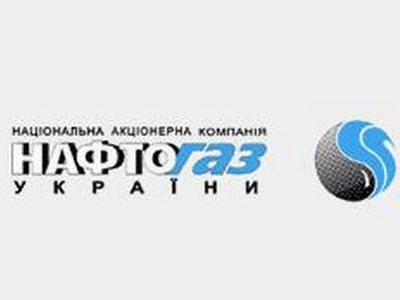 НАЦІОНАЛЬНА АКЦІОНЕРНА КОМПАНІЯ
НАФТОГАЗ
УКРАЇНИ